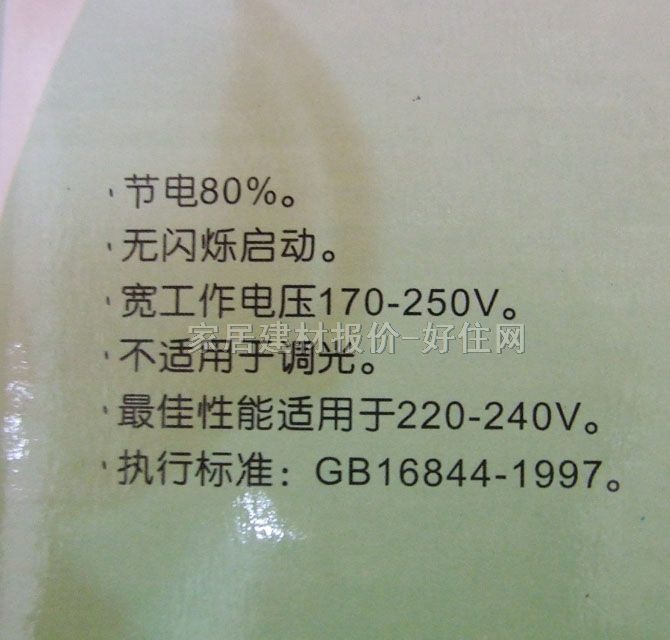 ·节电80%。
·无闪烁启动。
·宽工作电压170-250V。
家居建材报价-好住网
·不适用于调光。
·最佳性能适用于220-240V。
·执行标准：GB16844-1997。